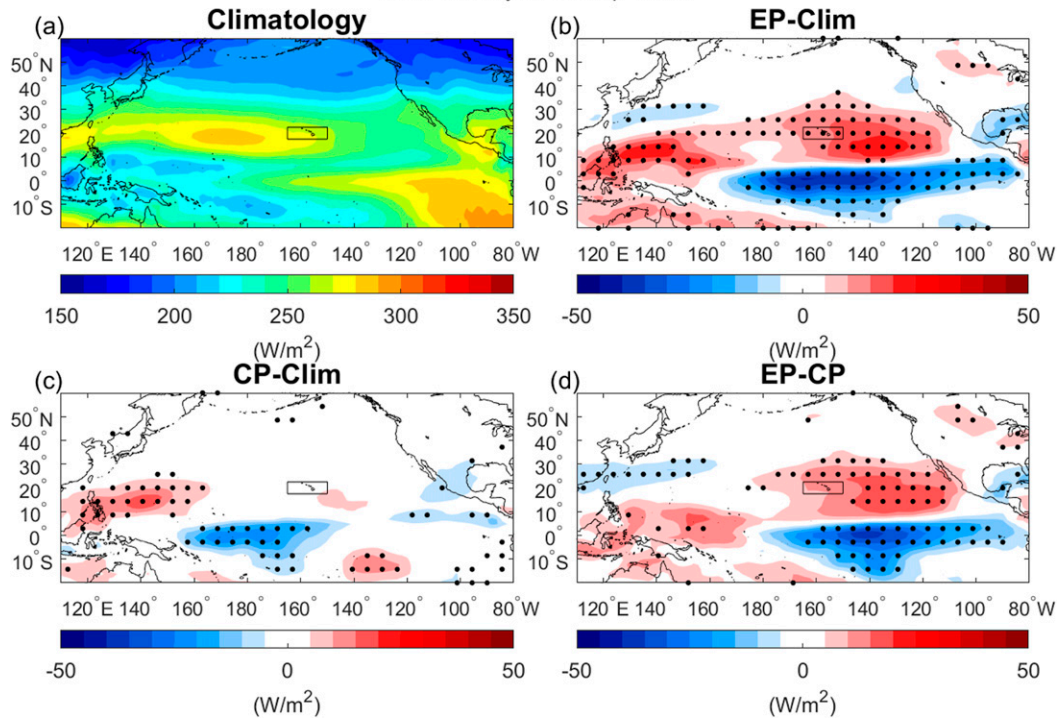 (a) Climatology (b) EP-Clim
50°N 50°N
40° 40°
30° 30°
20° 20°
10° 10°
0° 0°
10°S 10°S
120°E 140° 160° 180° 160° 140° 120° 100° 80°W 120°E 140° 160° 180° 160° 140° 120° 100° 80°W
150 200 250 300 350 -50 0 50
(W/m²) (W/m²)
(c) CP-Clim (d) EP-CP
50°N 50°N
40° 40°
30° 30°
20° 20°
10° 10°
0° 0°
10°S 10°S
120°E 140° 160° 180° 160° 140° 120° 100° 80°W 120°E 140° 160° 180° 160° 140° 120° 100° 80°W
-50 0 50 -50 0 50
(W/m²) (W/m²)